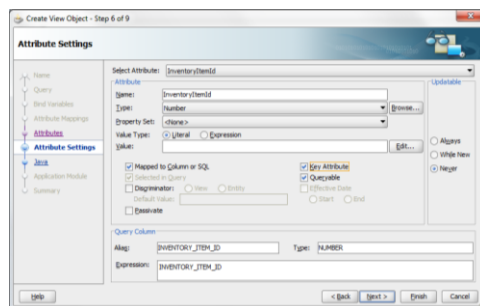 Create View Object - Step 6 of 9
Attribute Settings
Name
Query
Bind Variables
Attribute Mappings
Attributes
Attribute Settings
Java
Application Module
Summary
Select Attribute: InventoryItemId
Attribute
Name: InventoryItemId
Type: Number Browse...
Property Set: <None>
Value Type: Literal Expression
Value: Edit...
Mapped to Column or SQL Key Attribute
Selected in Query Queryable
Discriminator: New Entity Effective Date
Default Value: Start End
Passivate
Updatable
Always
While New
Never
Query Column
Alias: INVENTORY_ITEM_ID Type: NUMBER
Expression: INVENTORY_ITEM_ID
Help < Back Next > Finish Cancel